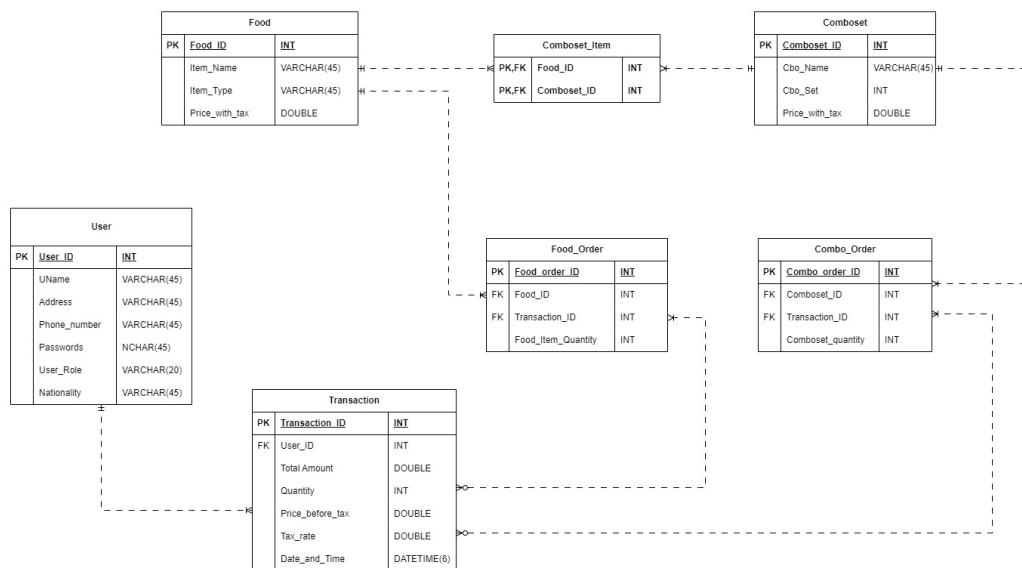 Food
PK Food_ID INT
Item_Name VARCHAR(45)
Item_Type VARCHAR(45)
Price_with_tax DOUBLE
Comboset_Item
PK,FK Food_ID INT
PK,FK Comboset_ID INT
Comboset
PK Comboset_ID INT
Cbo_Name VARCHAR(45)
Cbo_Set INT
Price_with_tax DOUBLE
User
PK User_ID INT
UName VARCHAR(45)
Address VARCHAR(45)
Phone_number VARCHAR(45)
Passwords NCHAR(45)
User_Role VARCHAR(20)
Nationality VARCHAR(45)
Food_Order
PK Food_order_ID INT
FK Food_ID INT
FK Transaction_ID INT
Food_Item_Quantity INT
Combo_Order
PK Combo_order_ID INT
FK Comboset_ID INT
FK Transaction_ID INT
Comboset_quantity INT
Transaction
PK Transaction_ID INT
FK User_ID INT
Total Amount DOUBLE
Quantity INT
Price_before_tax DOUBLE
Tax_rate DOUBLE
Date_and_Time DATETIME(6)